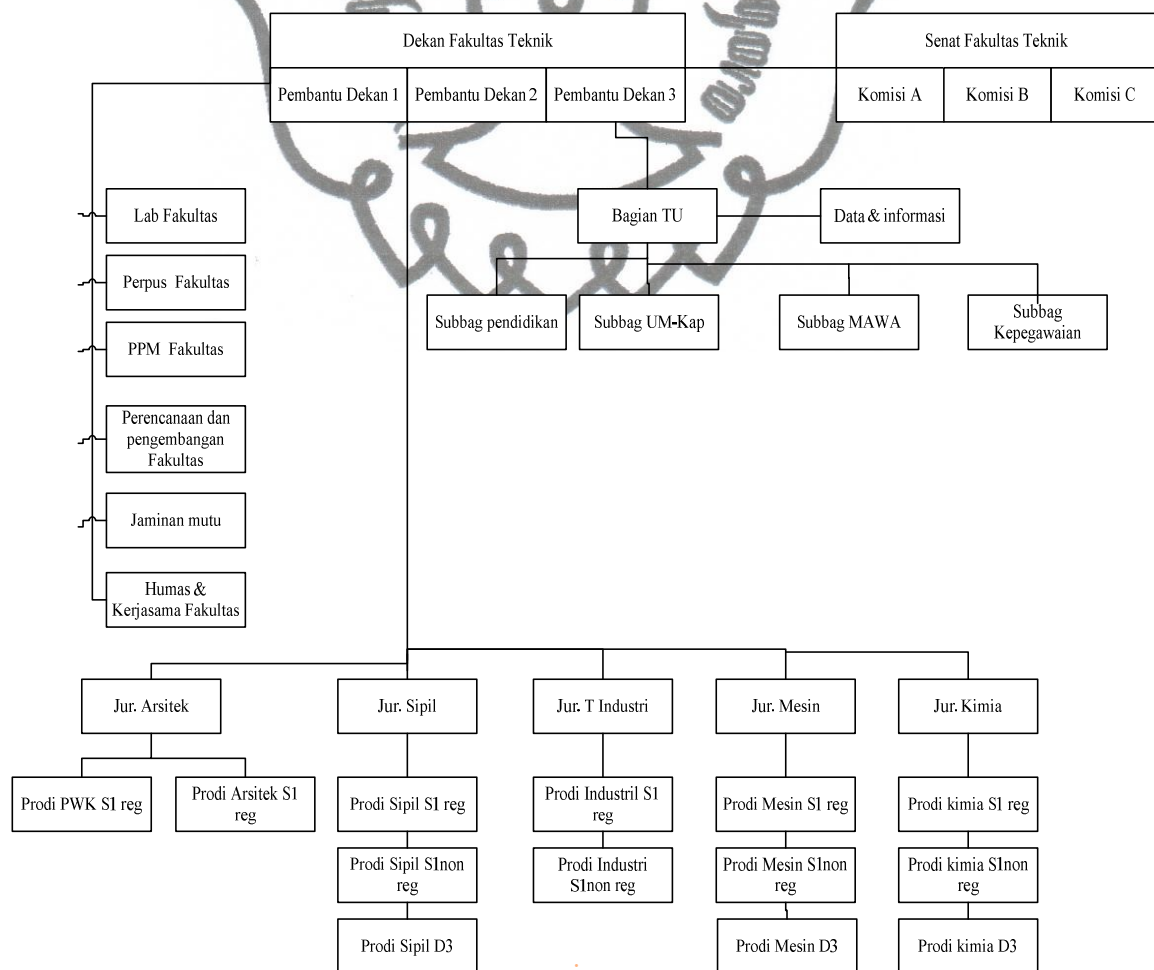 Dekan Fakultas Teknik
Senat Fakultas Teknik
Pembantu Dekan 1
Pembantu Dekan 2
Pembantu Dekan 3
Komisi A
Komisi B
Komisi C
Lab Fakultas
Bagian TU
Data & informasi
Perpus Fakultas
Subbag pendidikan
Subbag UM-Kap
Subbag MAWA
Subbag
Kepegawaian
PPM Fakultas
Perencanaan dan
pengembangan
Fakultas
Jaminan mutu
Humas &
Kerjasama Fakultas
Jur. Arsitek
Jur. Sipil
Jur. T Industri
Jur. Mesin
Jur. Kimia
Prodi PWK S1 reg
Prodi Arsitek S1
reg
Prodi Sipil S1 reg
Prodi Industril S1
reg
Prodi Mesin S1 reg
Prodi kimia S1 reg
Prodi Sipil S1non
reg
Prodi Industri
S1non reg
Prodi Mesin S1non
reg
Prodi kimia S1non
reg
Prodi Sipil D3
Prodi Mesin D3
Prodi kimia D3